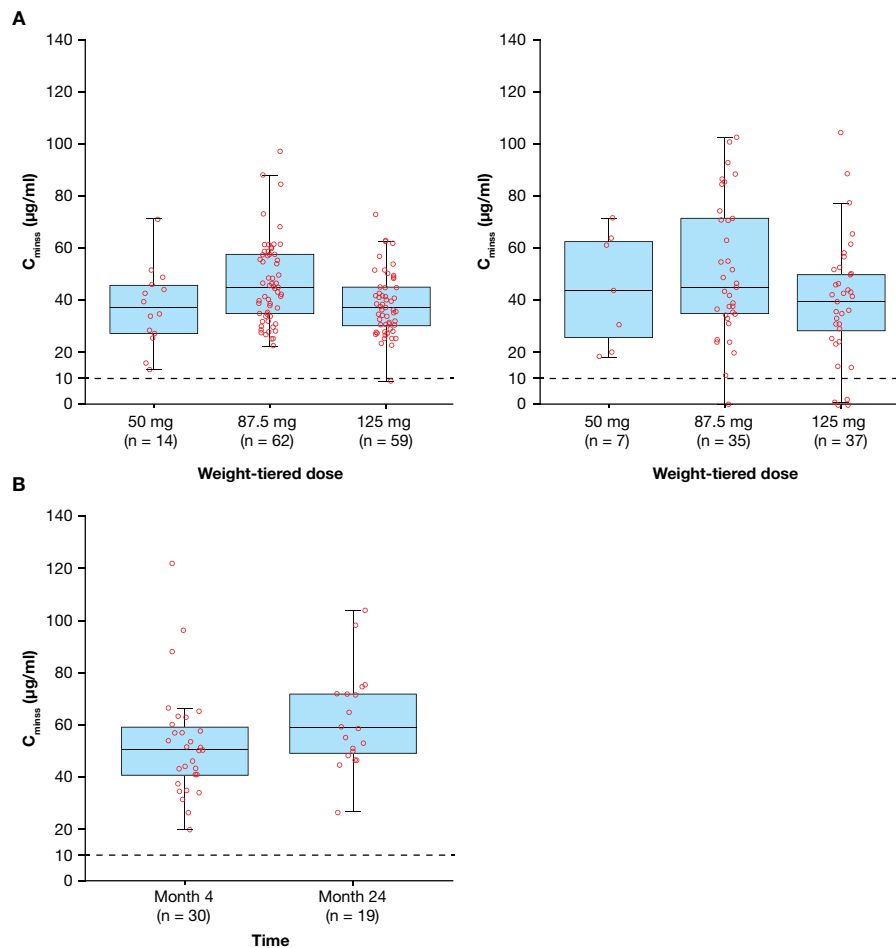 A
140
120
100
80
60
40
20
10
0
C minss (µg/ml)
50 mg
(n = 14)
87.5 mg
(n = 62)
125 mg
(n = 59)
Weight-tiered dose
140
120
100
80
60
40
20
10
0
C minss (µg/ml)
50 mg
(n = 7)
87.5 mg
(n = 35)
125 mg
(n = 37)
Weight-tiered dose
B
140
120
100
80
60
40
20
10
0
C minss (µg/ml)
Month 4
(n = 30)
Month 24
(n = 19)
Time